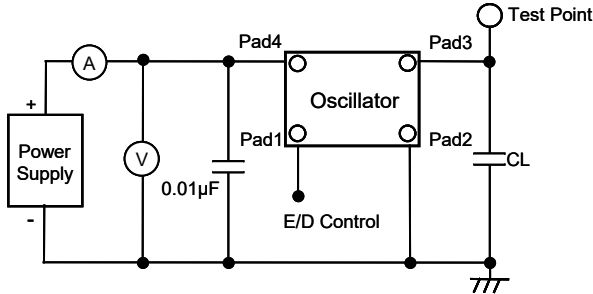 Test Point
Pad4
Pad3
A
+
Oscillator
Power
Supply
Pad1
Pad2
V
CL
0.01µF
-
E/D Control